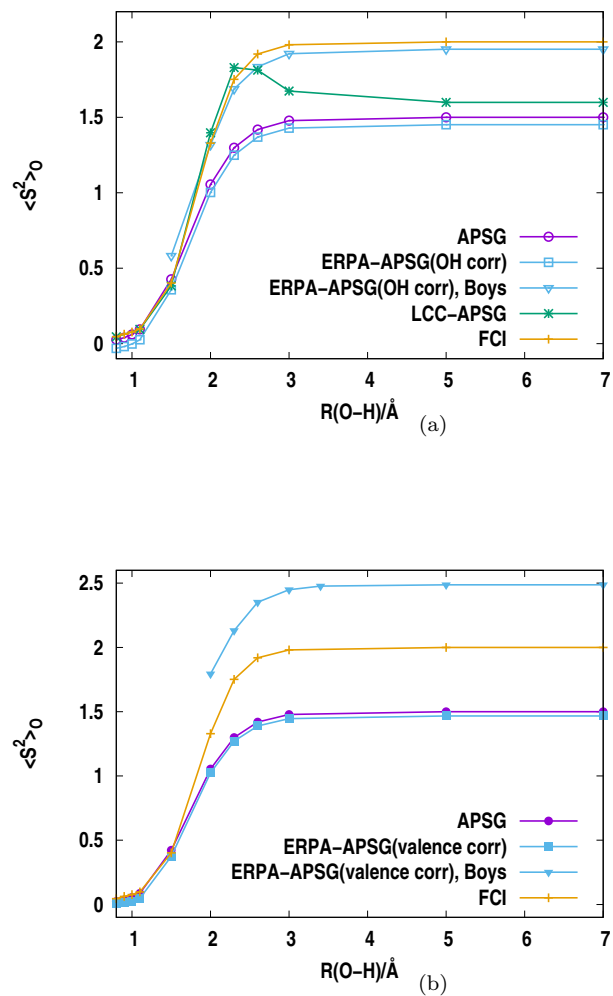 2
1.5
1
0.5
0
<S²>O
APSG
ERPA−APSG(OH corr)
ERPA−APSG(OH corr), Boys
LCC−APSG
FCI
1 2 3 4 5 6 7
R(O−H)/Å
(a)
2.5
2
1.5
1
0.5
0
<S²>O
APSG
ERPA−APSG(valence corr)
ERPA−APSG(valence corr), Boys
FCI
1 2 3 4 5 6 7
R(O−H)/Å
(b)